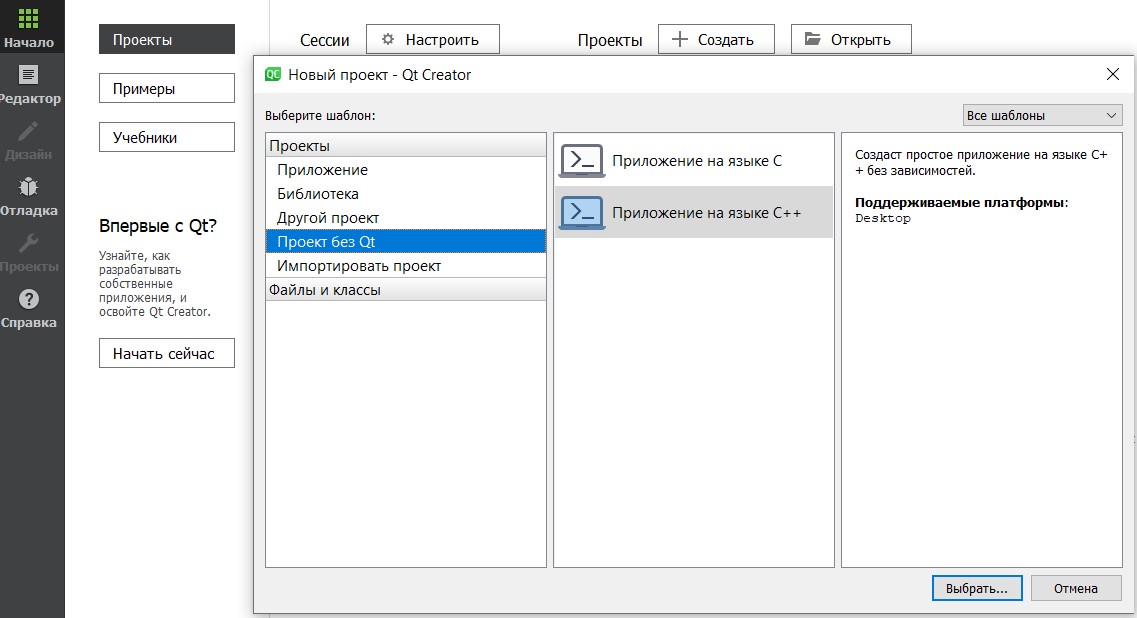 Начало
Редактор
Дизайн
Отладка
Проекты
Справка
Проекты
Примеры
Учебники
Впервые с Qt?
Узнайте, как
разрабатывать
собственные
приложения, и
освойте Qt Creator.
Начать сейчас
Сессии
Настроить
Проекты
Создать
Открыть
QC Новый проект - Qt Creator
Выберите шаблон:
Все шаблоны
Проекты
Приложение
Библиотека
Другой проект
Проект без Qt
Импортировать проект
Файлы и классы
Приложение на языке C
Приложение на языке C++
Создаст простое приложение на языке C+
+ без зависимостей.
Поддерживаемые платформы:
Desktop
Выбрать...
Отмена